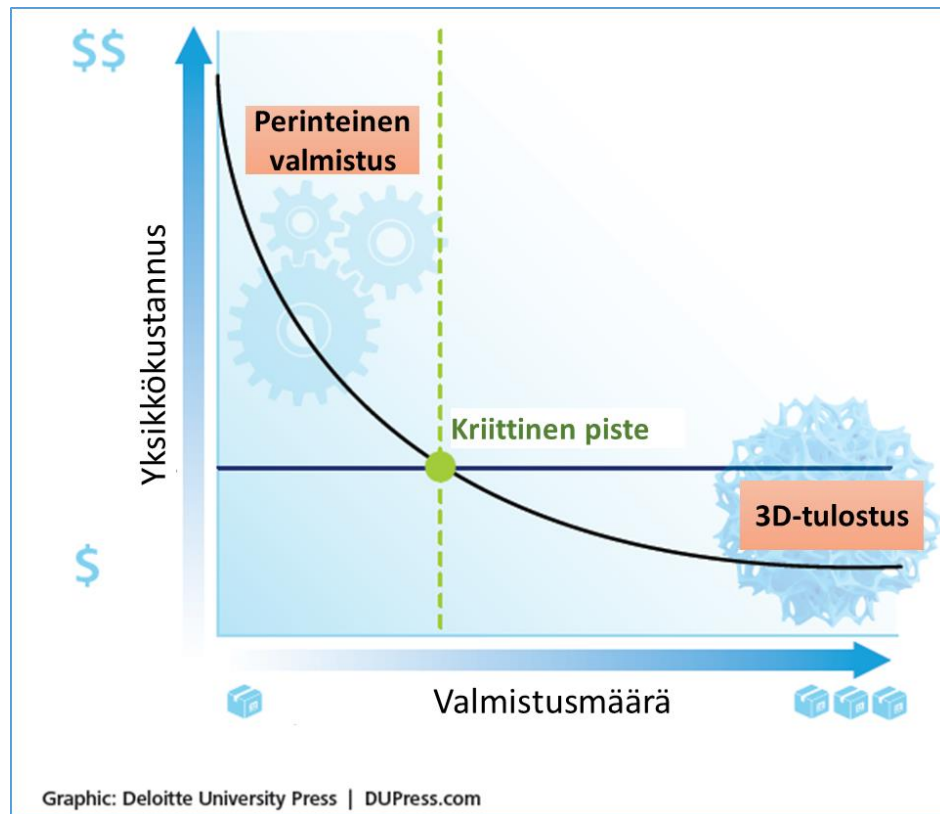 $$
Perinteinen
valmistus
Yksikkökustannus
Kriittinen piste
3D-tulostus
$
Valmistusmäärä
Graphic: Deloitte University Press | DUPress.com